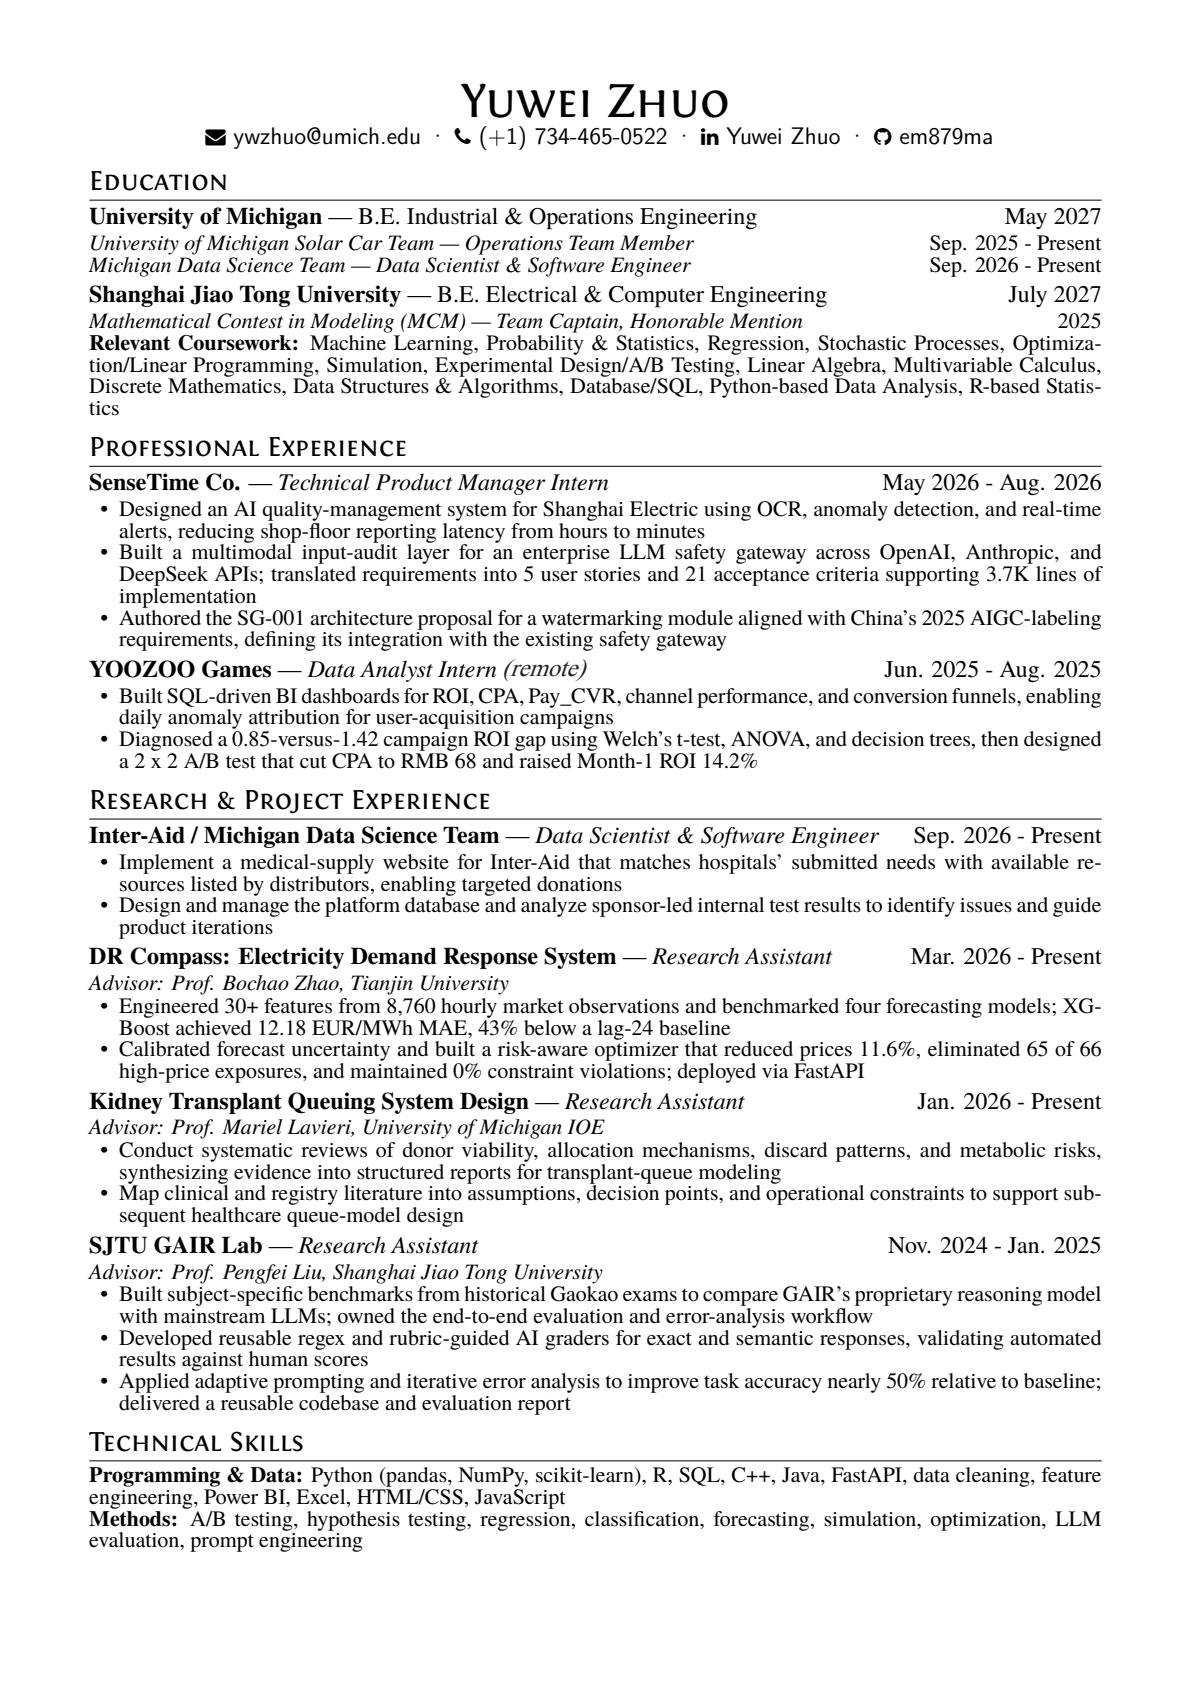 Yuwei Zhuo
ywzhuo@umich.edu · (+1) 734-465-0522 · Yuwei Zhuo · em879ma
Education
University of Michigan — B.E. Industrial & Operations Engineering May 2027
University of Michigan Solar Car Team — Operations Team Member Sep. 2025 - Present
Michigan Data Science Team — Data Scientist & Software Engineer Sep. 2026 - Present
Shanghai Jiao Tong University — B.E. Electrical & Computer Engineering July 2027
Mathematical Contest in Modeling (MCM) — Team Captain, Honorable Mention 2025
Relevant Coursework: Machine Learning, Probability & Statistics, Regression, Stochastic Processes, Optimiza-
tion/Linear Programming, Simulation, Experimental Design/A/B Testing, Linear Algebra, Multivariable Calculus,
Discrete Mathematics, Data Structures & Algorithms, Database/SQL, Python-based Data Analysis, R-based Statis-
tics
Professional Experience
SenseTime Co. — Technical Product Manager Intern May 2026 - Aug. 2026
• Designed an AI quality-management system for Shanghai Electric using OCR, anomaly detection, and real-time
alerts, reducing shop-floor reporting latency from hours to minutes
• Built a multimodal input-audit layer for an enterprise LLM safety gateway across OpenAI, Anthropic, and
DeepSeek APIs; translated requirements into 5 user stories and 21 acceptance criteria supporting 3.7K lines of
implementation
• Authored the SG-001 architecture proposal for a watermarking module aligned with China's 2025 AIGC-labeling
requirements, defining its integration with the existing safety gateway
YOOZOO Games — Data Analyst Intern (remote) Jun. 2025 - Aug. 2025
• Built SQL-driven BI dashboards for ROI, CPA, Pay_CVR, channel performance, and conversion funnels, enabling
daily anomaly attribution for user-acquisition campaigns
• Diagnosed a 0.85-versus-1.42 campaign ROI gap using Welch's t-test, ANOVA, and decision trees, then designed
a 2 x 2 A/B test that cut CPA to RMB 68 and raised Month-1 ROI 14.2%
Research & Project Experience
Inter-Aid / Michigan Data Science Team — Data Scientist & Software Engineer Sep. 2026 - Present
• Implement a medical-supply website for Inter-Aid that matches hospitals' submitted needs with available re-
sources listed by distributors, enabling targeted donations
• Design and manage the platform database and analyze sponsor-led internal test results to identify issues and guide
product iterations
DR Compass: Electricity Demand Response System — Research Assistant Mar. 2026 - Present
Advisor: Prof. Bochao Zhao, Tianjin University
• Engineered 30+ features from 8,760 hourly market observations and benchmarked four forecasting models; XG-
Boost achieved 12.18 EUR/MWh MAE, 43% below a lag-24 baseline
• Calibrated forecast uncertainty and built a risk-aware optimizer that reduced prices 11.6%, eliminated 65 of 66
high-price exposures, and maintained 0% constraint violations; deployed via FastAPI
Kidney Transplant Queuing System Design — Research Assistant Jan. 2026 - Present
Advisor: Prof. Mariel Lavieri, University of Michigan IOE
• Conduct systematic reviews of donor viability, allocation mechanisms, discard patterns, and metabolic risks,
synthesizing evidence into structured reports for transplant-queue modeling
• Map clinical and registry literature into assumptions, decision points, and operational constraints to support sub-
sequent healthcare queue-model design
SJTU GAIR Lab — Research Assistant Nov. 2024 - Jan. 2025
Advisor: Prof. Pengfei Liu, Shanghai Jiao Tong University
• Built subject-specific benchmarks from historical Gaokao exams to compare GAIR's proprietary reasoning model
with mainstream LLMs; owned the end-to-end evaluation and error-analysis workflow
• Developed reusable regex and rubric-guided AI graders for exact and semantic responses, validating automated
results against human scores
• Applied adaptive prompting and iterative error analysis to improve task accuracy nearly 50% relative to baseline;
delivered a reusable codebase and evaluation report
Technical Skills
Programming & Data: Python (pandas, NumPy, scikit-learn), R, SQL, C++, Java, FastAPI, data cleaning, feature
engineering, Power BI, Excel, HTML/CSS, JavaScript
Methods: A/B testing, hypothesis testing, regression, classification, forecasting, simulation, optimization, LLM
evaluation, prompt engineering